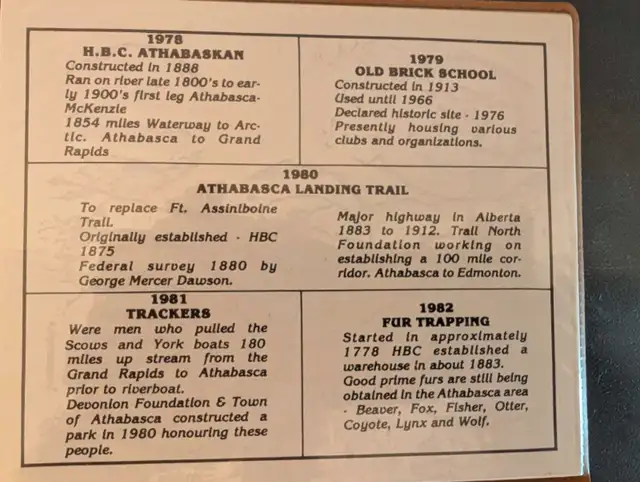 1978
H.B.C. ATHABASKAN
Constructed in 1888
Ran on river late 1800's to ear-
ly 1900's first leg Athabasca-
McKenzie
1854 miles Waterway to Arc-
tic. Athabasca to Grand
Rapids
1979
OLD BRICK SCHOOL
Constructed in 1913
Used until 1966
Declared historic site - 1976
Presently housing various
clubs and organizations.
1980
ATHABASCA LANDING TRAIL
To replace Ft. Assiniboine
Trail.
Originally established - HBC
1875
Federal survey 1880 by
George Mercer Dawson.
Major highway in Alberta
1883 to 1912. Trail North
Foundation working on
establishing a 100 mile cor-
ridor. Athabasca to Edmonton.
1981
TRACKERS
Were men who pulled the
Scows and York boats 180
miles up stream from the
Grand Rapids to Athabasca
prior to riverboat.
Devonion Foundation & Town
of Athabasca constructed a
park in 1980 honouring these
people.
1982
FUR TRAPPING
Started in approximately
1778 HBC established a
warehouse in about 1883.
Good prime furs are still being
obtained in the Athabasca area
- Beaver, Fox, Fisher, Otter,
Coyote, Lynx and Wolf.